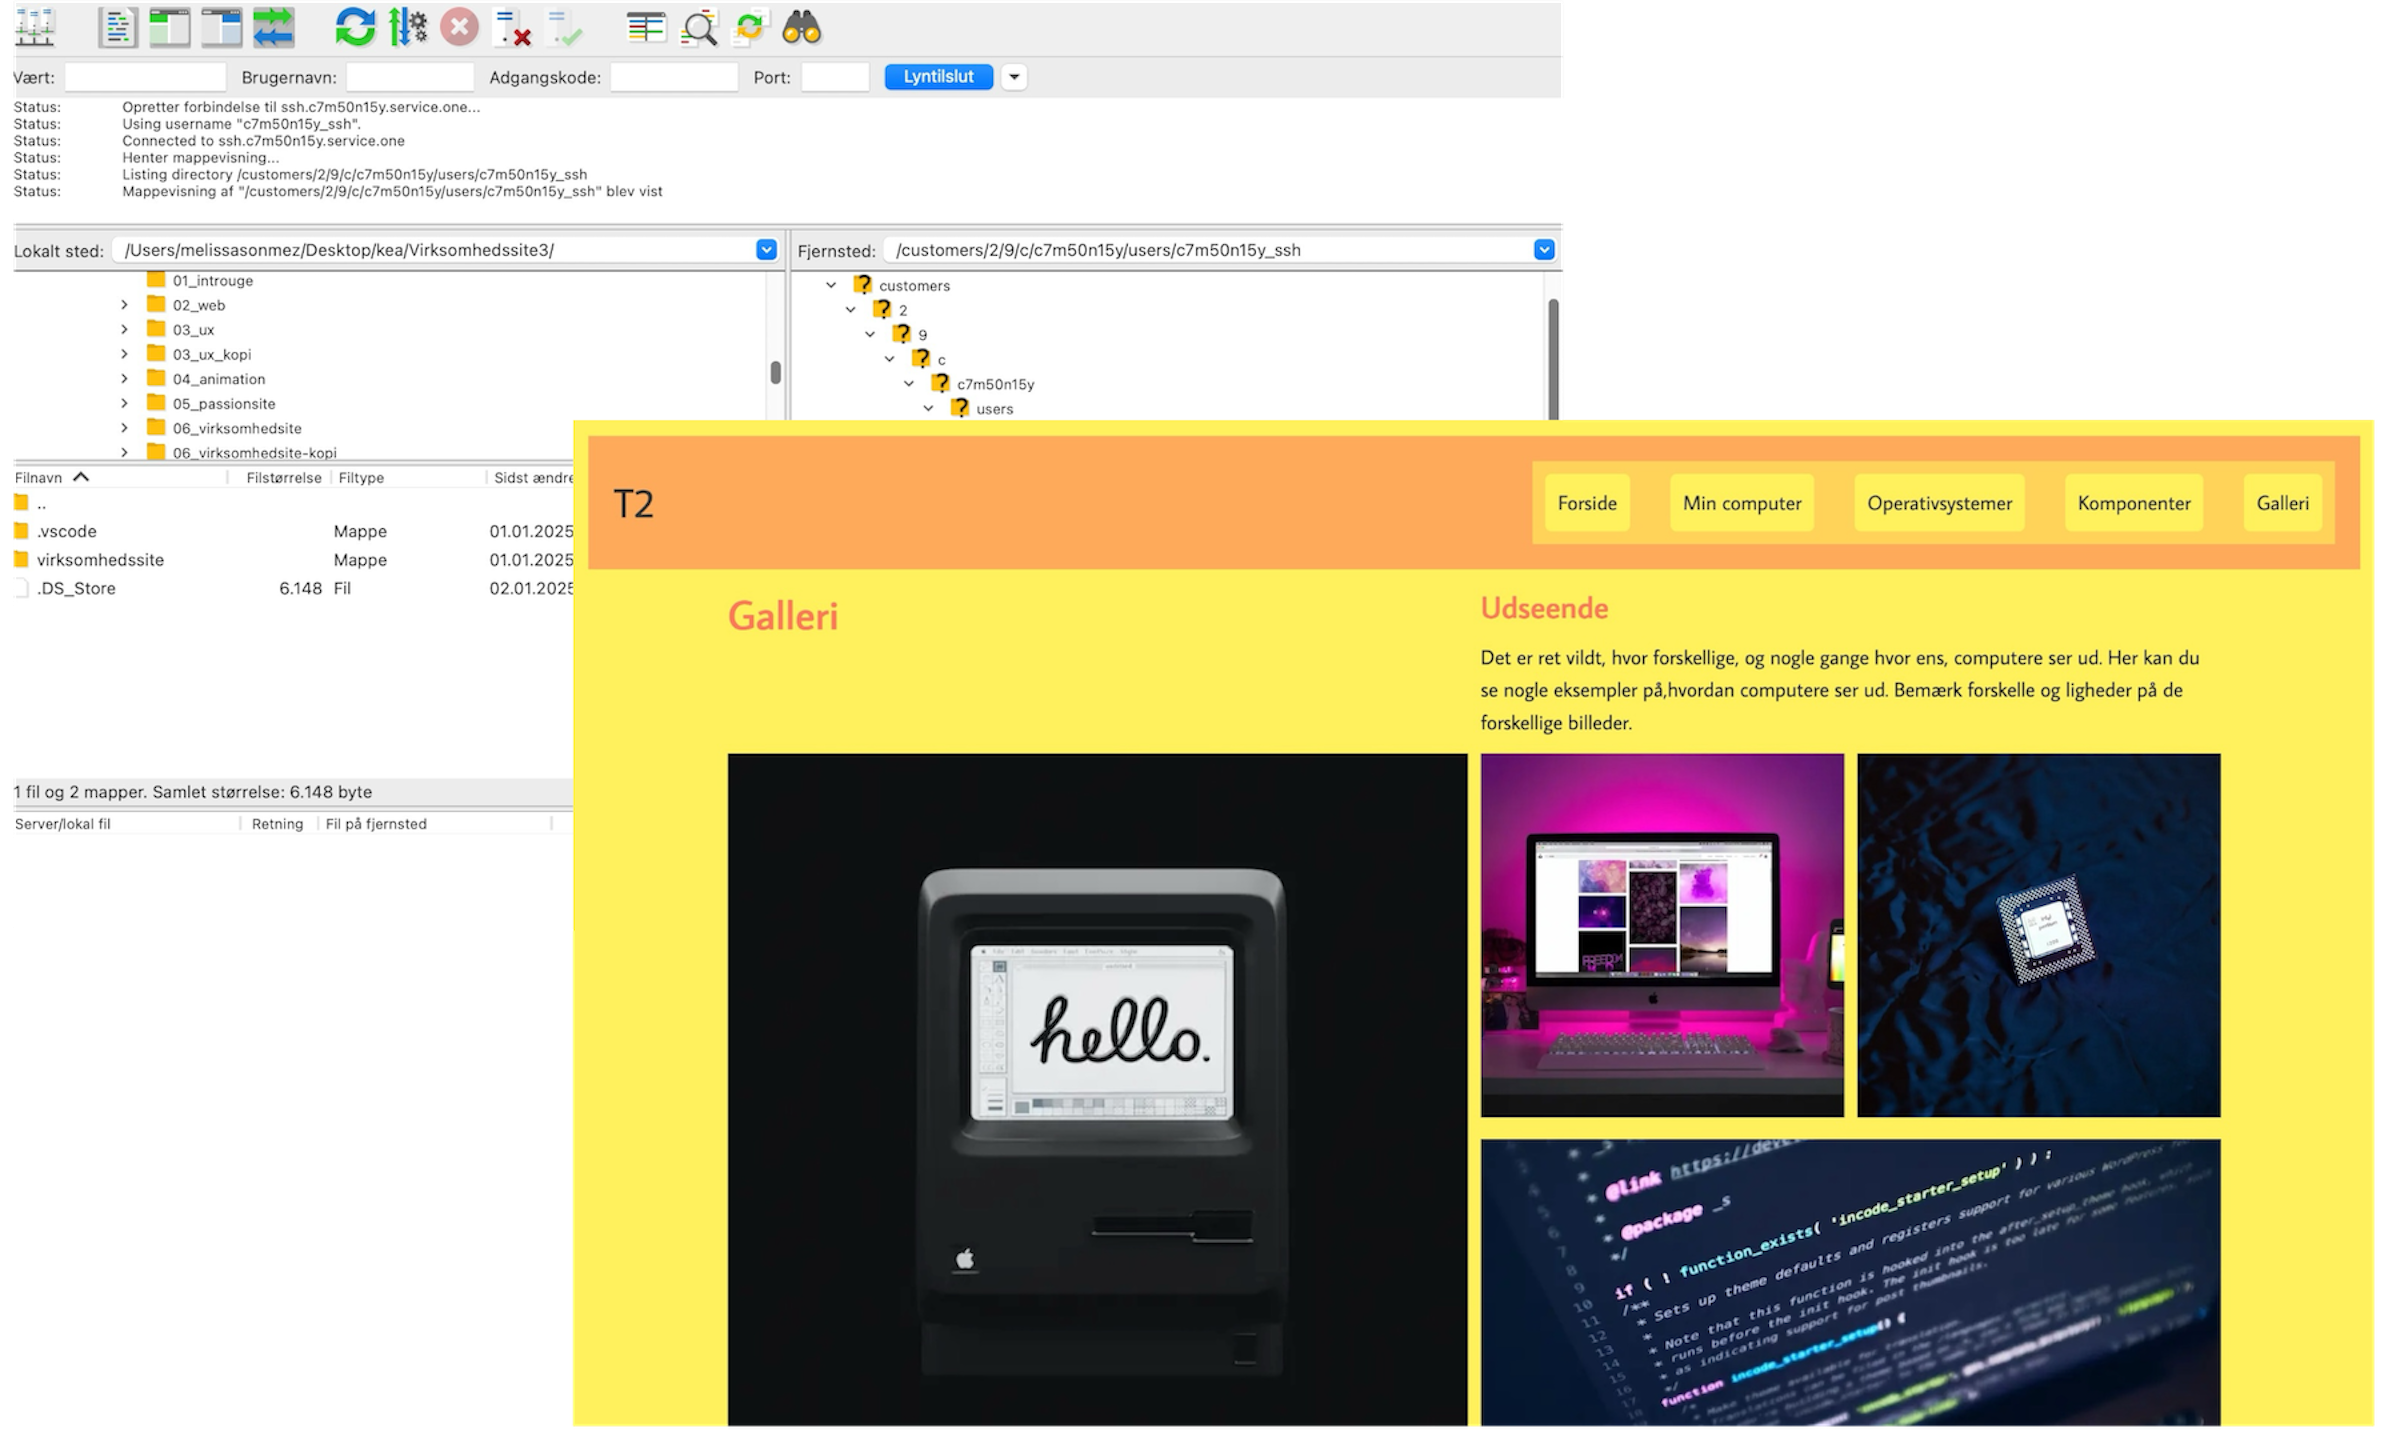 Vært: Brugernavn: Adgangskode: Port: Lyntilslut
Status: Opretter forbindelse til ssh.c7m50n15y.service.one...
Status: Using username "c7m50n15y_ssh".
Status: Connected to ssh.c7m50n15y.service.one
Status: Henter mappevisning...
Status: Listing directory /customers/2/9/c/c7m50n15y/users/c7m50n15y_ssh
Status: Mappevisning af "/customers/2/9/c/c7m50n15y/users/c7m50n15y_ssh" blev vist
Lokalt sted: /Users/melissasonmez/Desktop/kea/Virksomhedssite3/
01_introuge
02_web
03_ux
03_ux_kopi
04_animation
05_passionsite
06_virksomhedsite
06_virksomhedsite-kopi
Fjernsted: /customers/2/9/c/c7m50n15y/users/c7m50n15y_ssh
customers
2
9
c
c7m50n15y
users
Filnavn Filstørrelse Filtype Sidst ændre
..
.vscode Mappe 01.01.2025
virksomhedssite Mappe 01.01.2025
.DS_Store 6.148 Fil 02.01.2025
1 fil og 2 mapper. Samlet størrelse: 6.148 byte
Server/lokal fil Retning Fil på fjernsted
T2
Forside Min computer Operativsystemer Komponenter Galleri
Galleri
Udseende
Det er ret vildt, hvor forskellige, og nogle gange hvor ens, computere ser ud. Her kan du
se nogle eksempler på,hvordan computere ser ud. Bemærk forskelle og ligheder på de
forskellige billeder.
hello.
FREEDOM
intel
pentium
* @link https://deve
* @package _s
*/
if ( ! function_exists( 'incode_starter_setup' ) ) :
/**
* Sets up theme defaults and registers support for various WordPress
*
* Note that this function is hooked into the after_setup_theme hook, which
* runs before the init hook. The init hook is too late for some features,
* as indicating support for post thumbnails.
*/
function incode_starter_setup() {